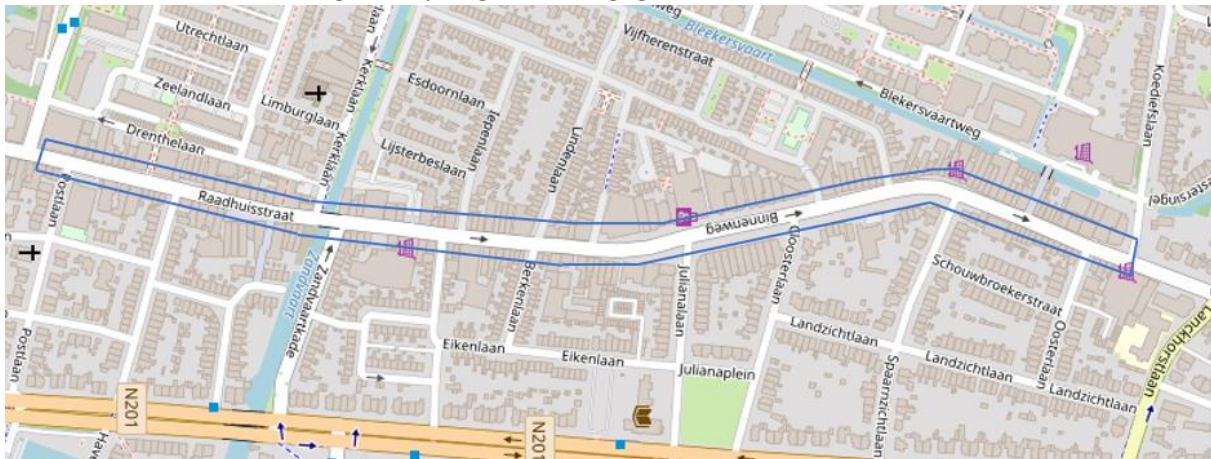 Utrechtlaan
Zeelandlaan
Limburglaan
Drenthelaan
Kerklaan
Kerklaan
Esdoornlaan
Iepenlaan
Lijsterbeslaan
Lindenlaan
Vijfherenstraat
Bleekersvaart
Blekersvaartweg
Koediefslaan
Postlaan
Raadhuisstraat
Zandvaart
Zandvaartkade
Binnenweg
Berkenlaan
Julianalaan
Cloosterlaan
Schouwbroekerstraat
Eikenlaan
Eikenlaan
Julianaplein
Landzichtlaan
Landzichtlaan
Landzichtlaan
Spaarnzichtlaan
Oosterlaan
Lanckhorstlaan
Postlaan
N201
N201